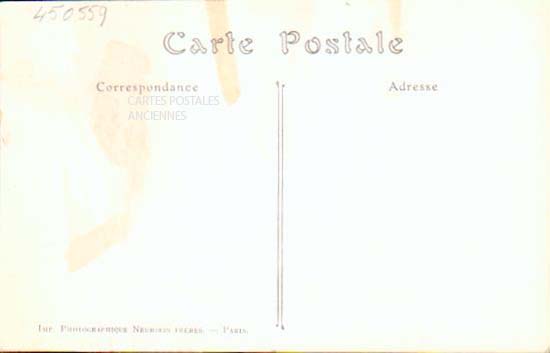 450559
Carte Postale
Correspondance
Adresse
CARTES POSTALES
ANCIENNES
Imp. Photographique Neurdein frères. — Paris.